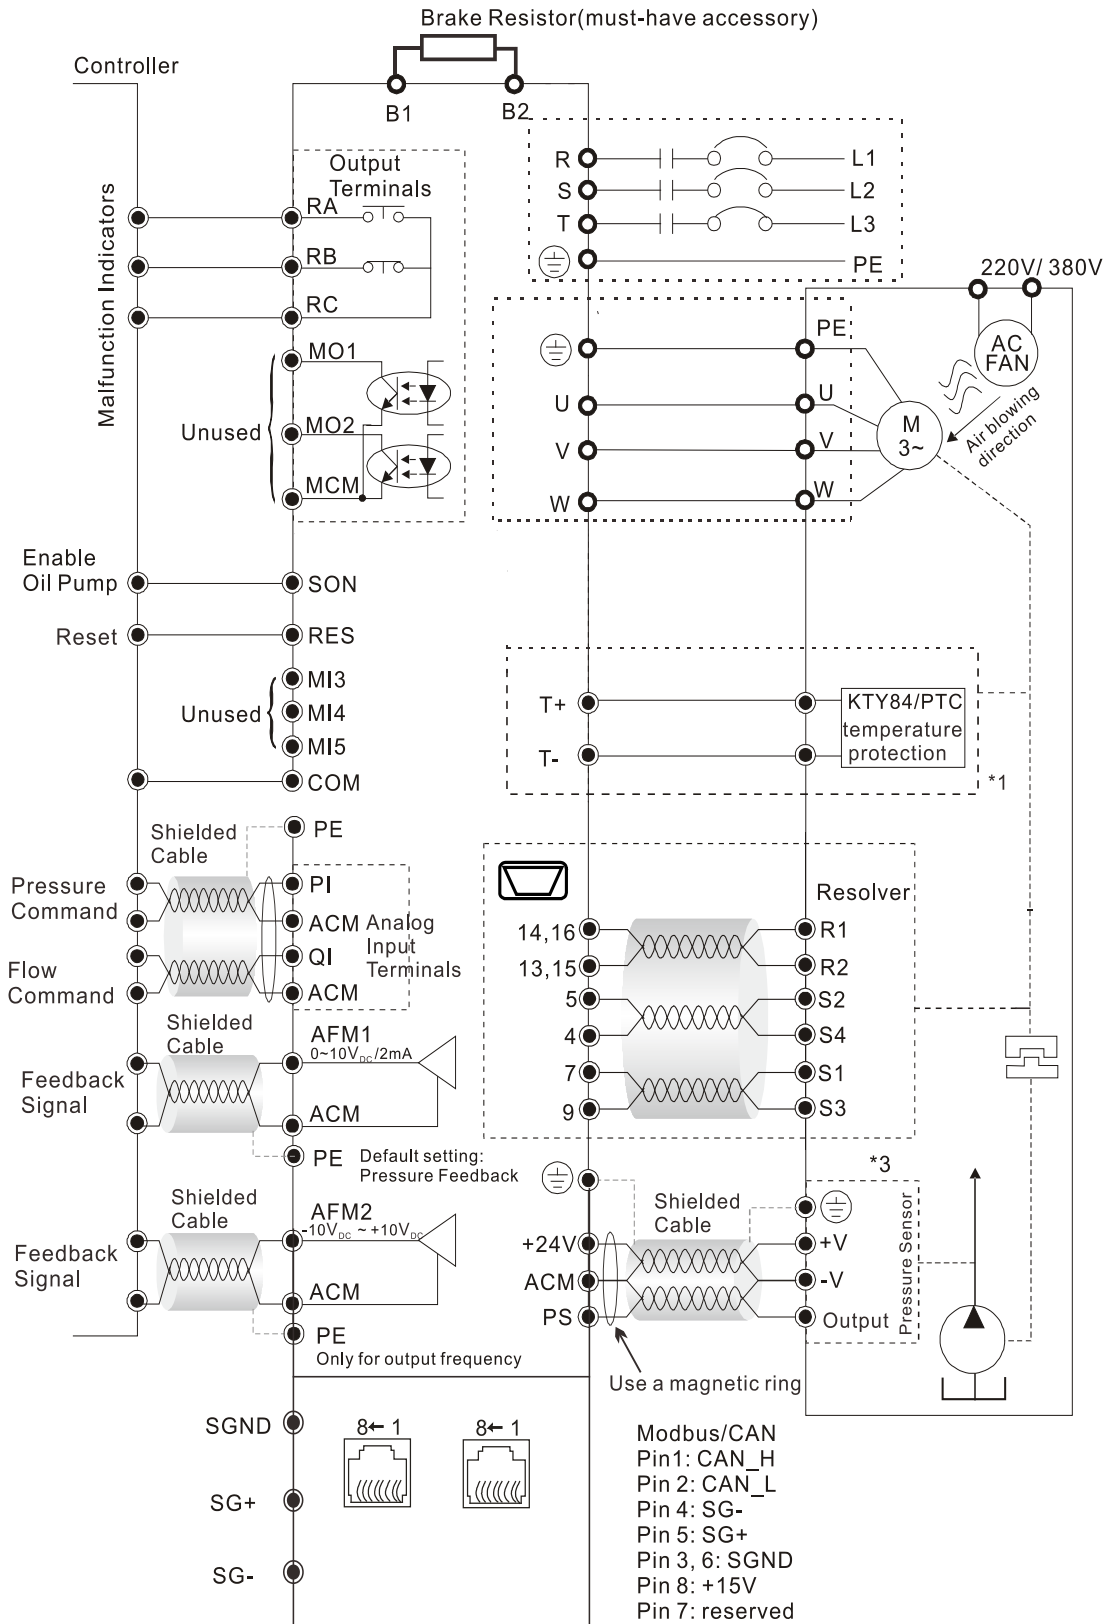 Brake Resistor(must-have accessory)
Controller
B1
B2
Malfunction Indicators
Output
Terminals
RA
RB
RC
MO1
Unused
MO2
MCM
R
L1
S
L2
T
L3
PE
220V/ 380V
AC
FAN
Air blowing
direction
PE
U
U
V
V
W
W
M
3~
Enable
Oil Pump
SON
Reset
RES
MI3
Unused
MI4
MI5
COM
T+
T-
KTY84/PTC
temperature
protection
*1
Shielded
Cable
PE
Pressure
Command
PI
ACM
Analog
Input
Terminals
Flow
Command
QI
ACM
Resolver
14,16
R1
13,15
R2
5
S2
4
S4
7
S1
9
S3
Shielded
Cable
AFM1
0~10VDC/2mA
Feedback
Signal
ACM
PE
Default setting:
Pressure Feedback
Shielded
Cable
AFM2
-10VDC ~ +10VDC
Feedback
Signal
ACM
PE
Only for output frequency
*3
Shielded
Cable
+24V
+V
ACM
-V
PS
Output
Pressure Sensor
Use a magnetic ring
SGND
SG+
SG-
8← 1
8← 1
Modbus/CAN
Pin1: CAN_H
Pin 2: CAN_L
Pin 4: SG-
Pin 5: SG+
Pin 3, 6: SGND
Pin 8: +15V
Pin 7: reserved